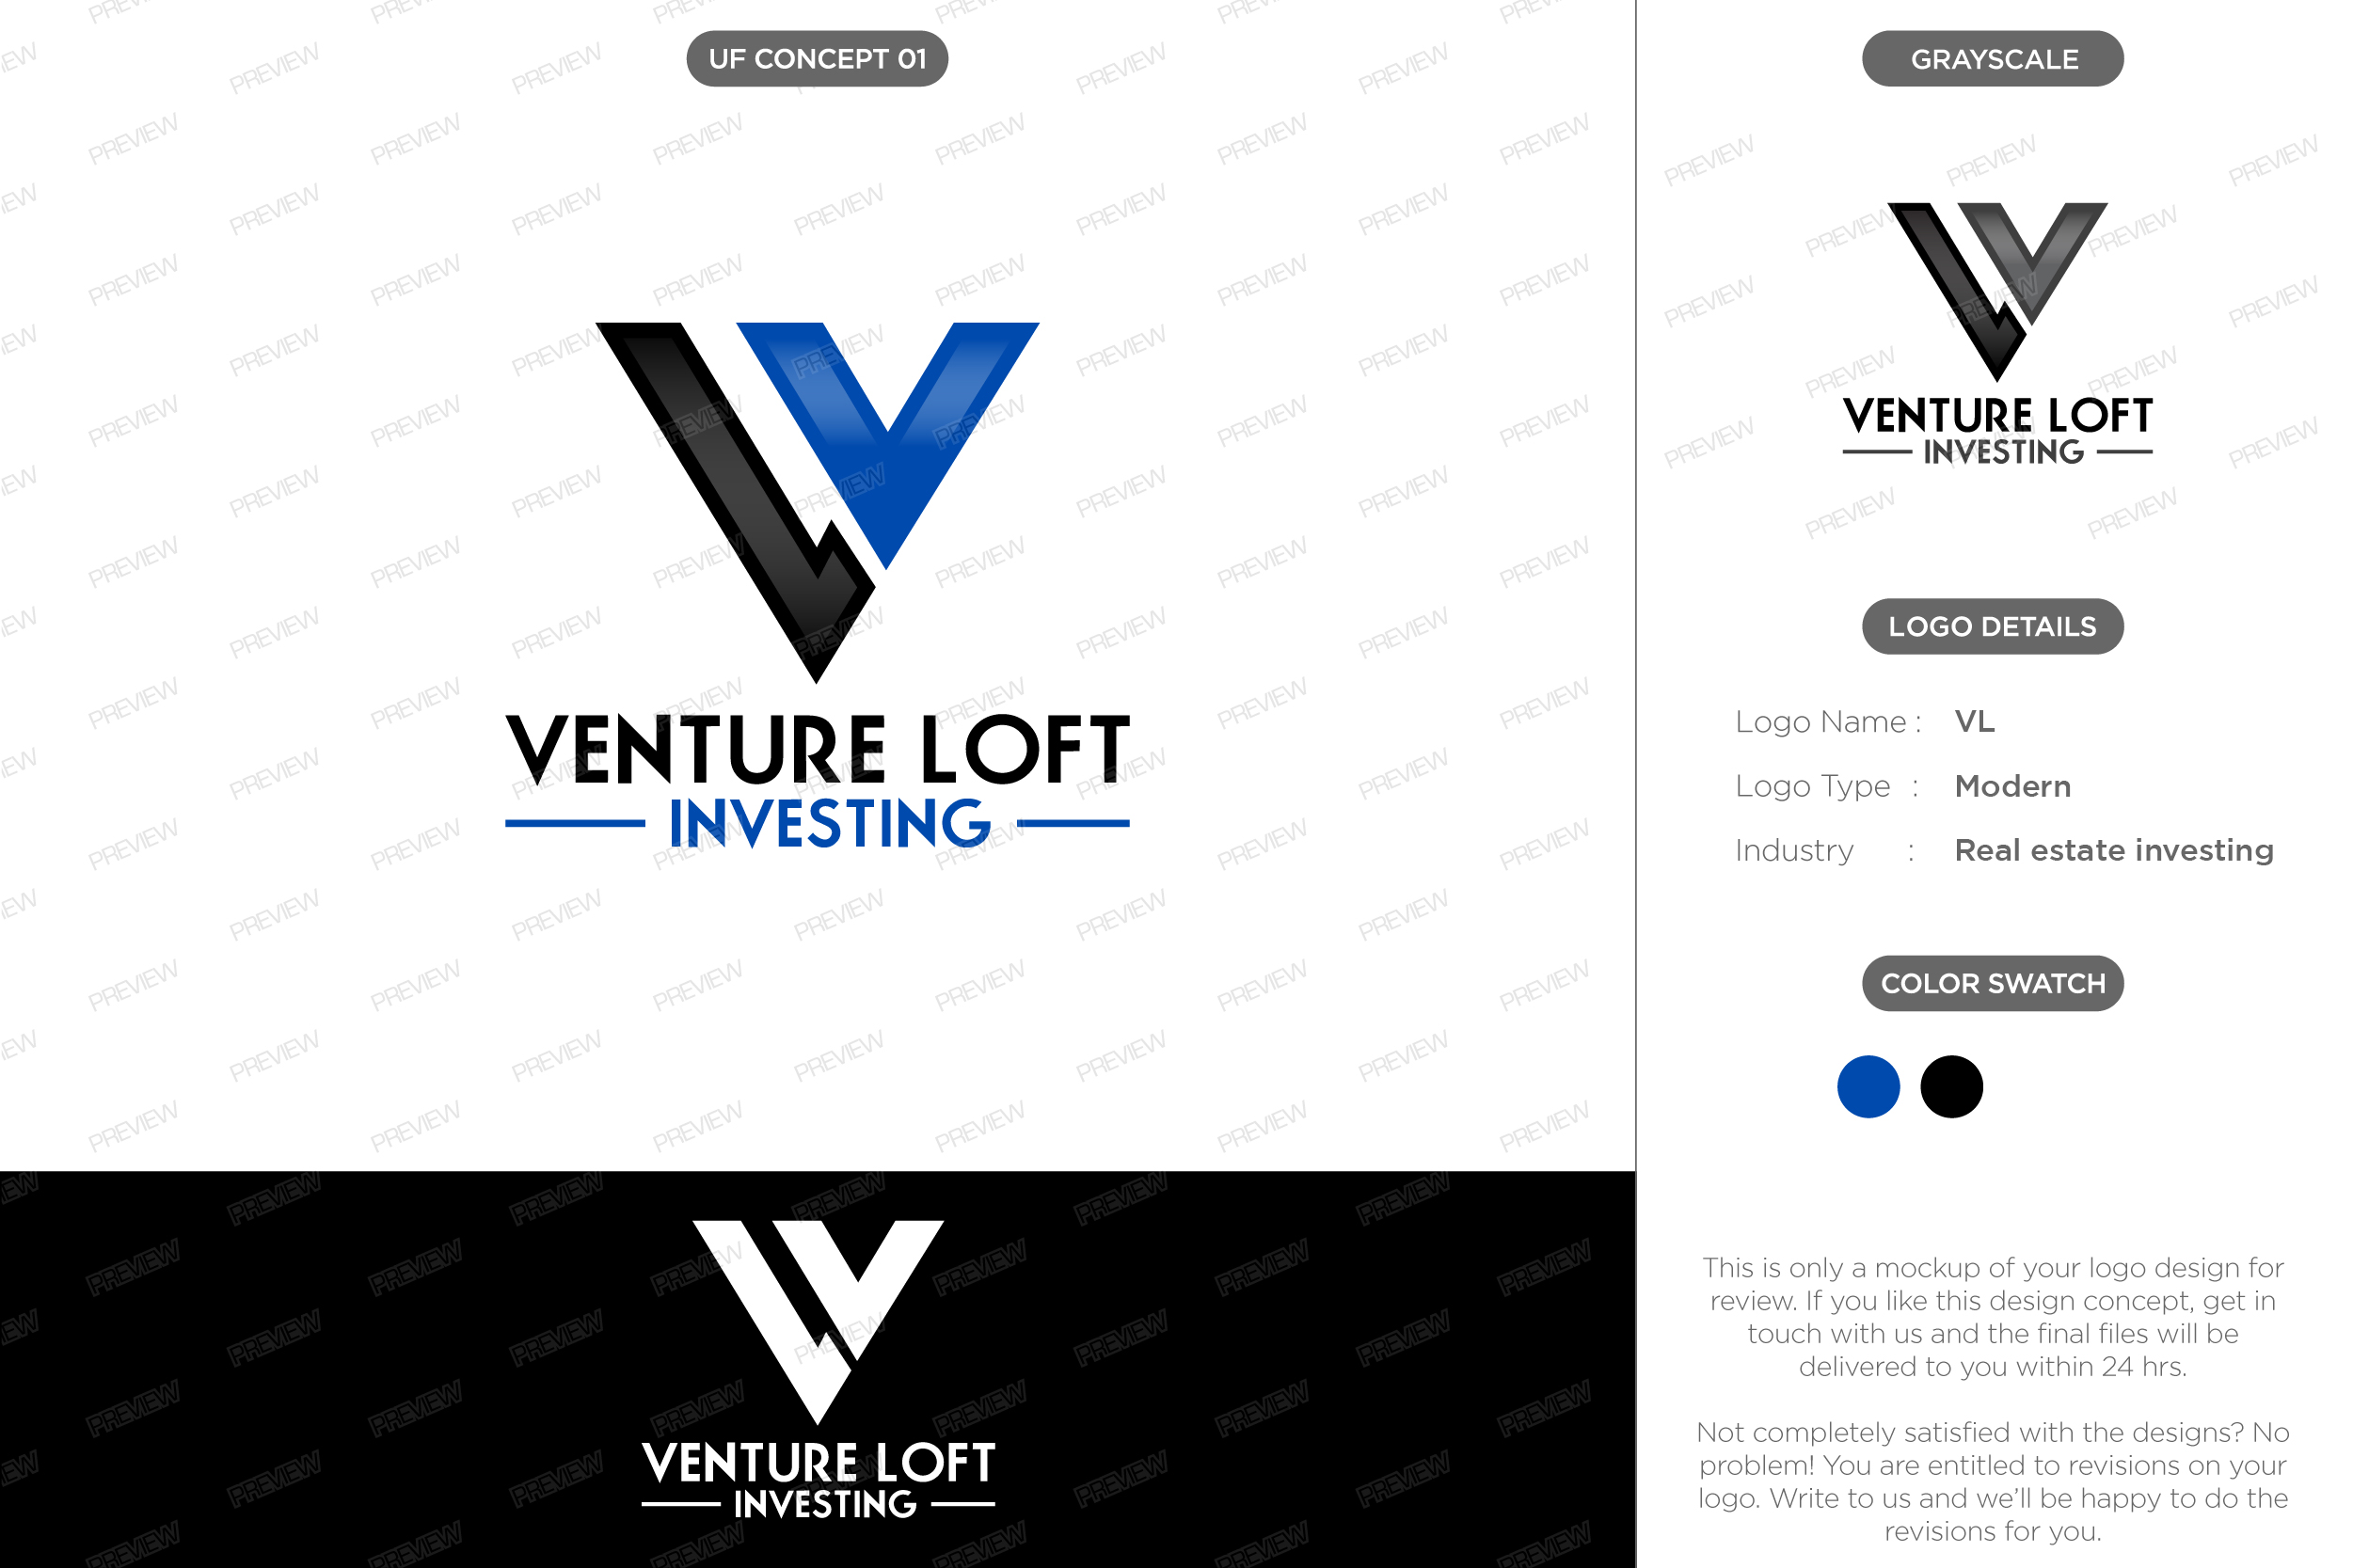 UF CONCEPT 01
VENTURE LOFT
INVESTING
VENTURE LOFT
INVESTING
GRAYSCALE
VENTURE LOFT
INVESTING
LOGO DETAILS
Logo Name : VL
Logo Type : Modern
Industry : Real estate investing
COLOR SWATCH
This is only a mockup of your logo design for
review. If you like this design concept, get in
touch with us and the final files will be
delivered to you within 24 hrs.
Not completely satisfied with the designs? No
problem! You are entitled to revisions on your
logo. Write to us and we'll be happy to do the
revisions for you.
PREVIEW